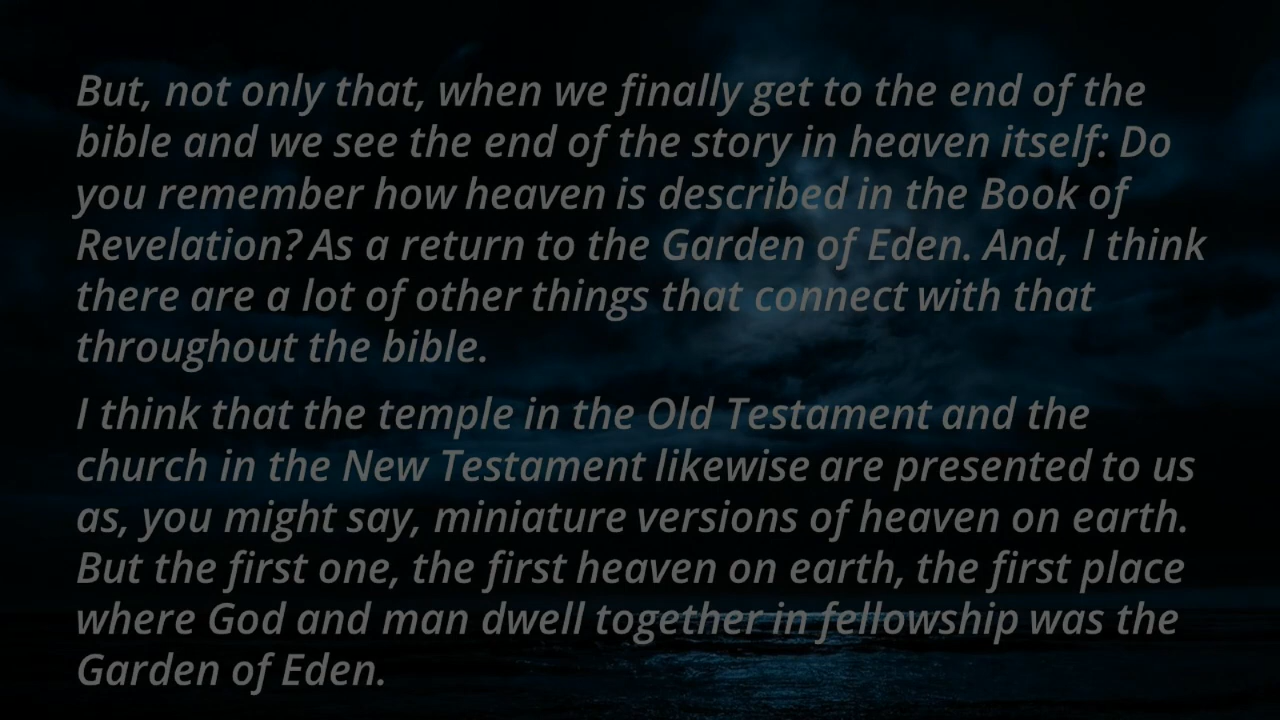 But, not only that, when we finally get to the end of the
bible and we see the end of the story in heaven itself: Do
you remember how heaven is described in the Book of
Revelation? As a return to the Garden of Eden. And, I think
there are a lot of other things that connect with that
throughout the bible.
I think that the temple in the Old Testament and the
church in the New Testament likewise are presented to us
as, you might say, miniature versions of heaven on earth.
But the first one, the first heaven on earth, the first place
where God and man dwell together in fellowship was the
Garden of Eden.